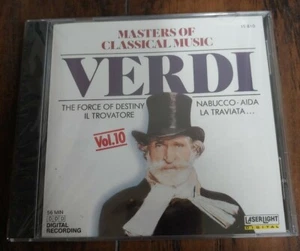 MASTERS OF
CLASSICAL MUSIC
VERDI
THE FORCE OF DESTINY
IL TROVATORE
NABUCCO · AIDA
LA TRAVIATA...
Vol.10
DIGITAL
RECORDING
LASERLIGHT
DIGITAL